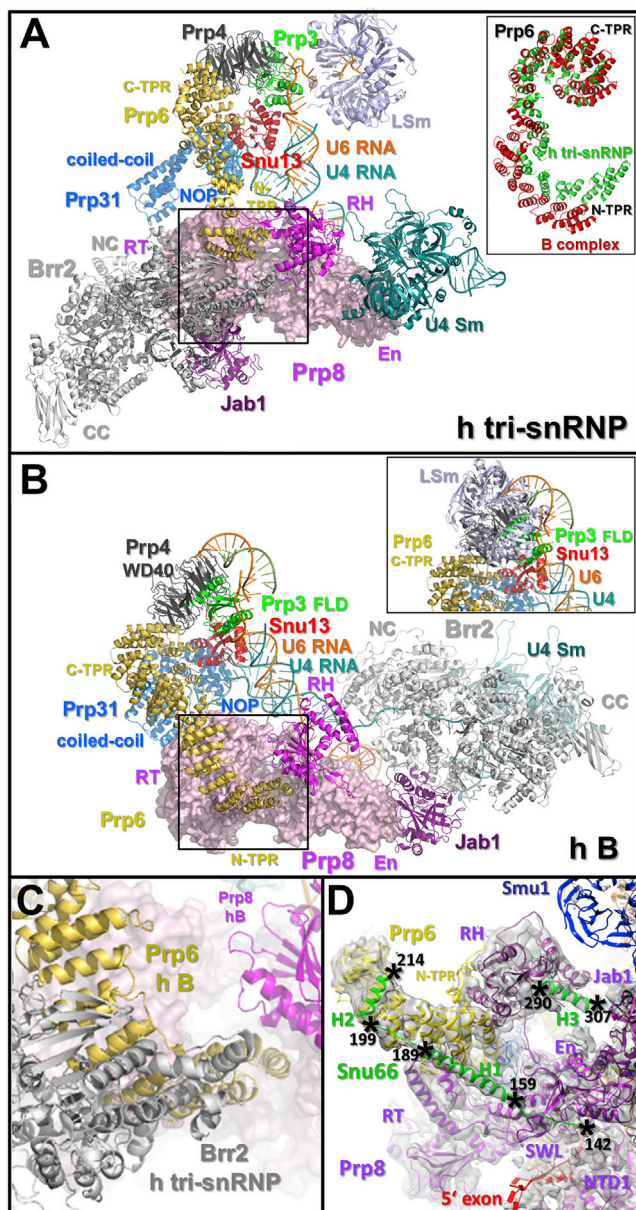 A
Prp4
Prp3
C-TPR
Prp6
LSm
coiled-coil
Snu13
U6 RNA
U4 RNA
Prp31
NOP
N-
TPR
RH
NC
RT
Brr2
U4 Sm
En
Prp8
Jab1
CC
h tri-snRNP
Prp6
C-TPR
h tri-snRNP
N-TPR
B complex
B
Prp4
WD40
Prp3 FLD
Snu13
C-TPR
U6 RNA
U4 RNA
RH
Prp31
NOP
coiled-coil
RT
Prp6
N-TPR
Prp8
En
Jab1
NC
Brr2
U4 Sm
CC
h B
LSm
Prp6
C-TPR
Prp3 FLD
Snu13
U6
U4
C
Prp8
hB
Prp6
h B
Brr2
h tri-snRNP
D
Smu1
Prp6
RH
214
N-TPR
Jab1
290
307
H2
H3
199
189
En
Snu66
H1
159
RT
142
SWL
Prp8
5' exon
NTD1